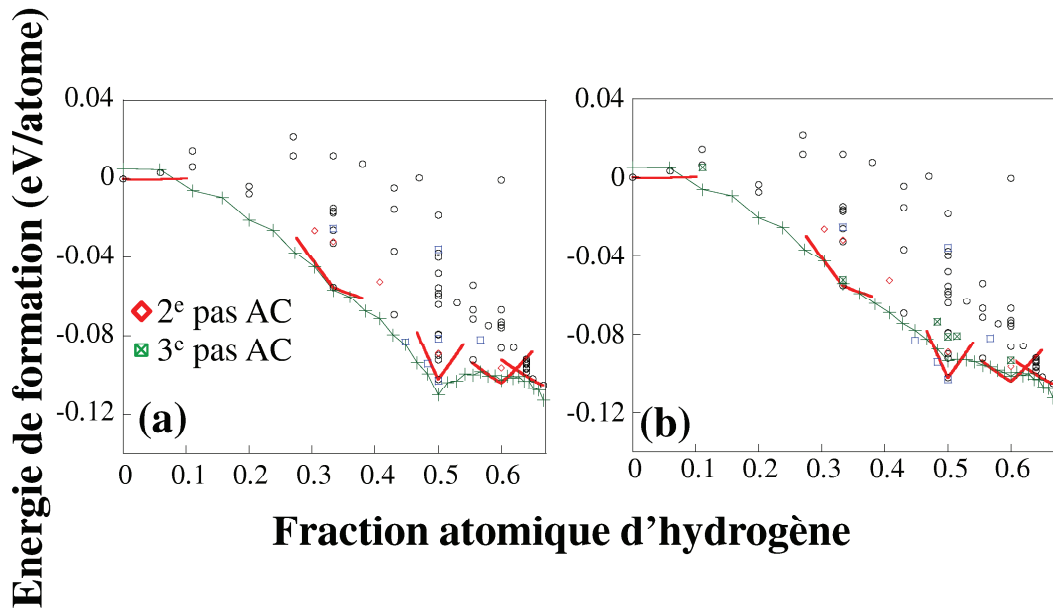 Energie de formation (eV/atome)
0.04
0
-0.04
-0.08
-0.12
2e pas AC
3e pas AC
(a)
0 0.1 0.2 0.3 0.4 0.5 0.6
0.04
0
-0.04
-0.08
-0.12
(b)
0 0.1 0.2 0.3 0.4 0.5 0.6
Fraction atomique d’hydrogène